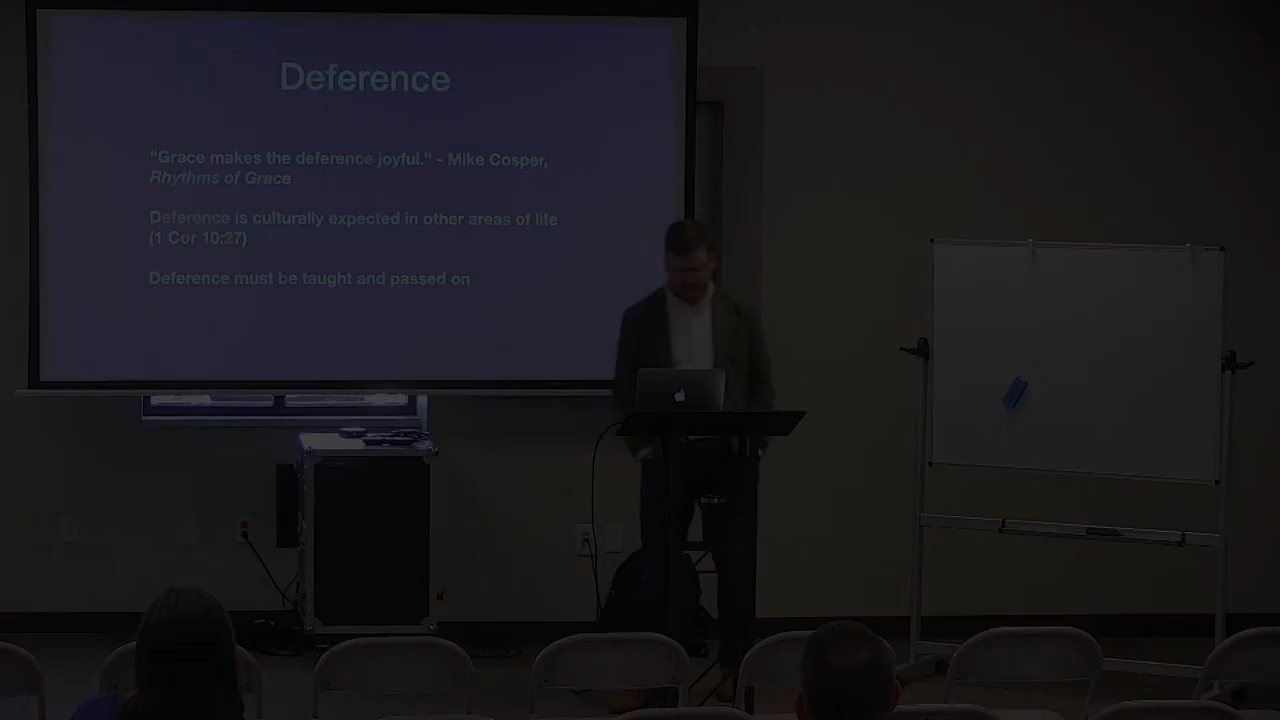 Deference
"Grace makes the deference joyful." - Mike Cosper,
Rhythms of Grace
Deference is culturally expected in other areas of life
(1 Cor 10:27)
Deference must be taught and passed on